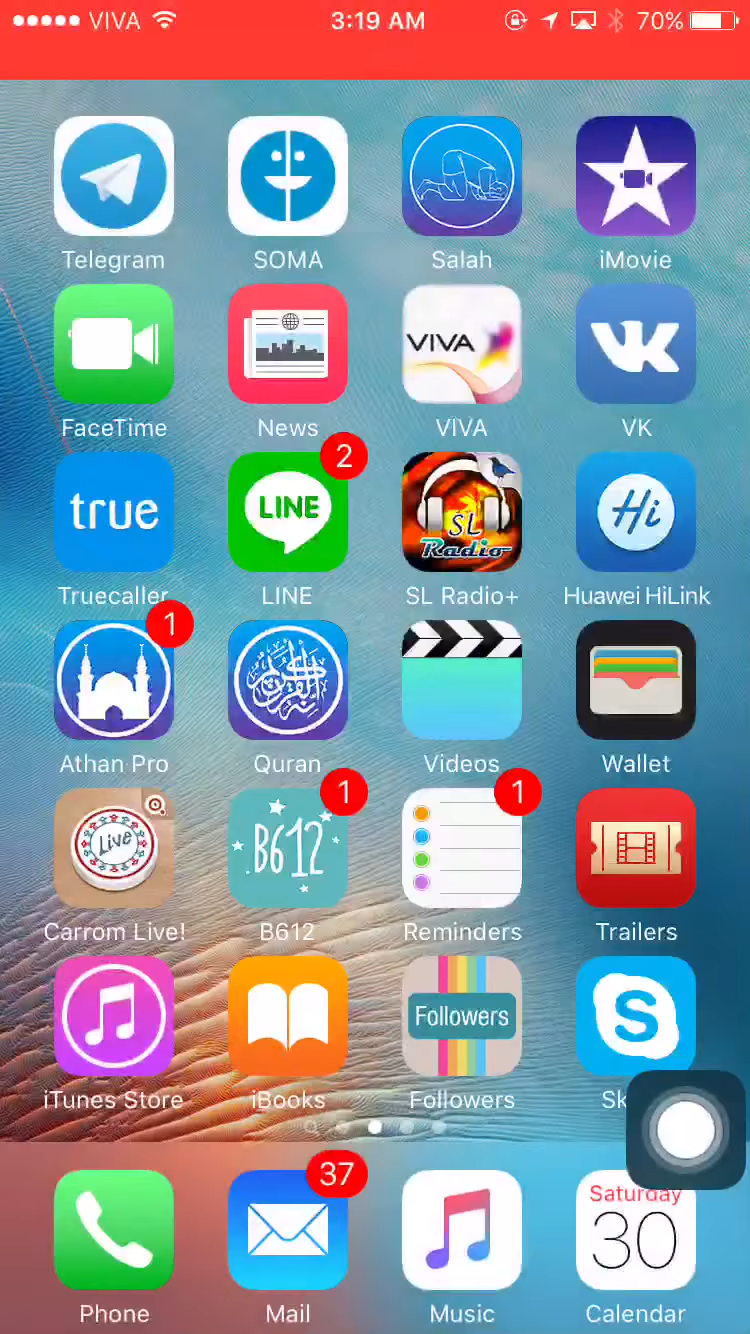 VIVA 3:19 AM 70%
Telegram SOMA Salah iMovie
VIVA
FaceTime News VIVA VK
2
true LINE SL Radio Hi
Truecaller LINE SL Radio+ Huawei HiLink
1
Athan Pro Quran Videos Wallet
1 1
Live B612
Carrom Live! B612 Reminders Trailers
Followers S
iTunes Store iBooks Followers Sk
37
Saturday
30
Phone Mail Music Calendar